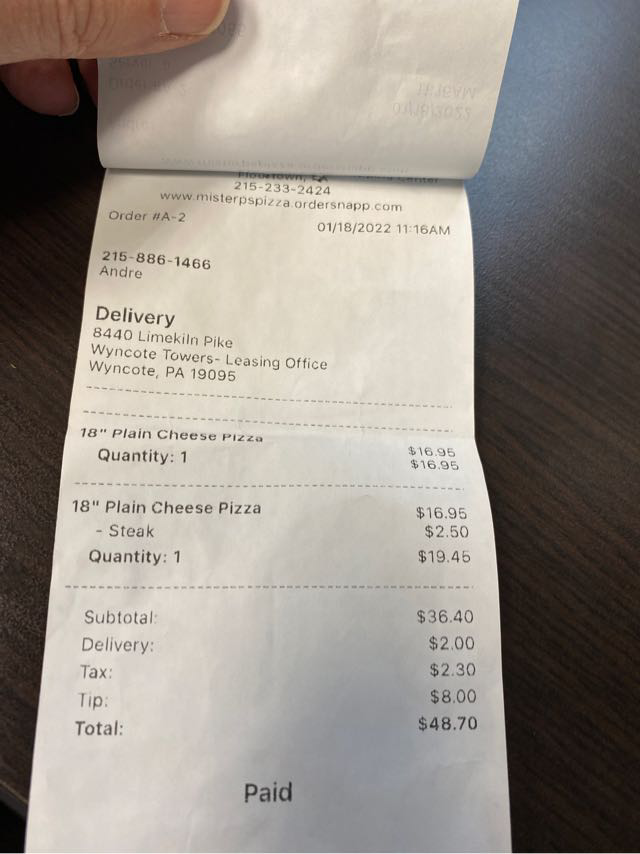 215-233-2424
www.misterpspizza.ordersnapp.com
Order #A-2
01/18/2022 11:16AM
215-886-1466
Andre
Delivery
8440 Limekiln Pike
Wyncote Towers- Leasing Office
Wyncote, PA 19095
18" Plain Cheese Pizza $16.95
Quantity: 1 $16.95
18" Plain Cheese Pizza $16.95
- Steak $2.50
Quantity: 1 $19.45
Subtotal: $36.40
Delivery: $2.00
Tax: $2.30
Tip: $8.00
Total: $48.70
Paid